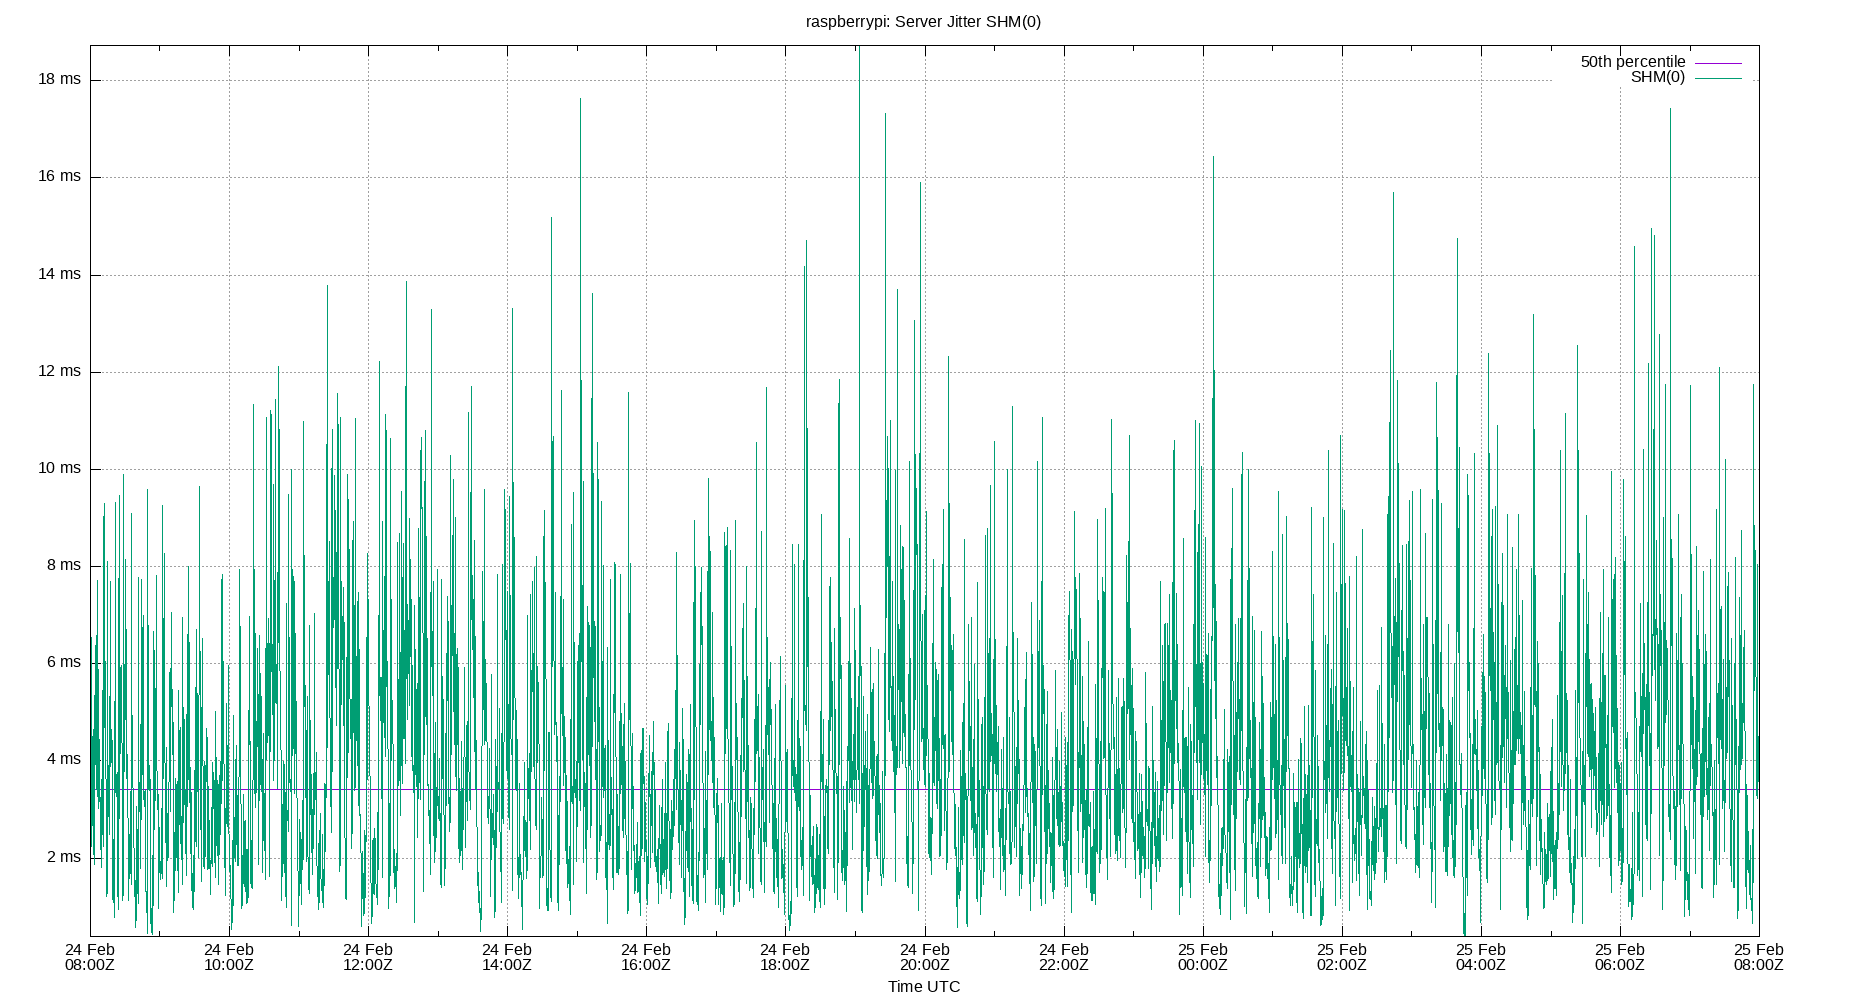 raspberrypi: Server Jitter SHM(0)
50th percentile
SHM(0)
18 ms
16 ms
14 ms
12 ms
10 ms
8 ms
6 ms
4 ms
2 ms
24 Feb 24 Feb 24 Feb 24 Feb 24 Feb 24 Feb 24 Feb 24 Feb 25 Feb 25 Feb 25 Feb 25 Feb 25 Feb
08:00Z 10:00Z 12:00Z 14:00Z 16:00Z 18:00Z 20:00Z 22:00Z 00:00Z 02:00Z 04:00Z 06:00Z 08:00Z
Time UTC